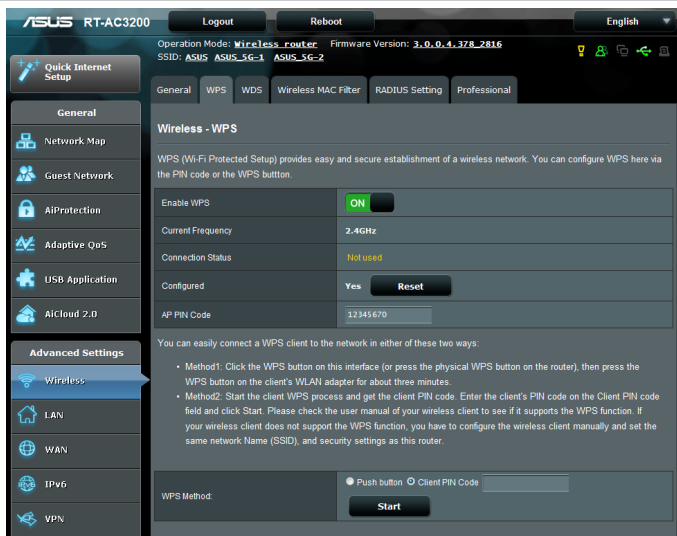 ASUS RT-AC3200
Logout
Reboot
English
Operation Mode: Wireless router Firmware Version: 3.0.0.4.378_2816
SSID: ASUS ASUS_5G-1 ASUS_5G-2
Quick Internet
Setup
General
Network Map
Guest Network
AiProtection
Adaptive QoS
USB Application
AiCloud 2.0
Advanced Settings
Wireless
LAN
WAN
IPv6
VPN
General WPS WDS Wireless MAC Filter RADIUS Setting Professional
Wireless - WPS
WPS (Wi-Fi Protected Setup) provides easy and secure establishment of a wireless network. You can configure WPS here via
the PIN code or the WPS buttton.
Enable WPS ON
Current Frequency 2.4GHz
Connection Status Not used
Configured Yes Reset
AP PIN Code 12345670
You can easily connect a WPS client to the network in either of these two ways:
• Method1: Click the WPS button on this interface (or press the physical WPS button on the router), then press the
WPS button on the client's WLAN adapter for about three minutes.
• Method2: Start the client WPS process and get the client PIN code. Enter the client's PIN code on the Client PIN code
field and click Start. Please check the user manual of your wireless client to see if it supports the WPS function. If
your wireless client does not support the WPS function, you have to configure the wireless client manually and set the
same network Name (SSID), and security settings as this router.
WPS Method:
Push button Client PIN Code
Start